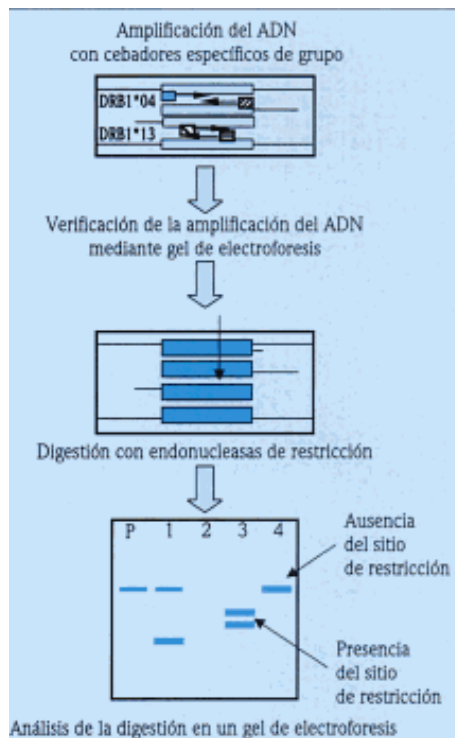 Amplificación del ADN
con cebadores específicos de grupo
DRB1*04
DRB1*13
Verificación de la amplificación del ADN
mediante gel de electroforesis
Digestión con endonucleasas de restricción
P 1 2 3 4
Ausencia
del sitio
de restricción
Presencia
del sitio
de restricción
Análisis de la digestión en un gel de electroforesis